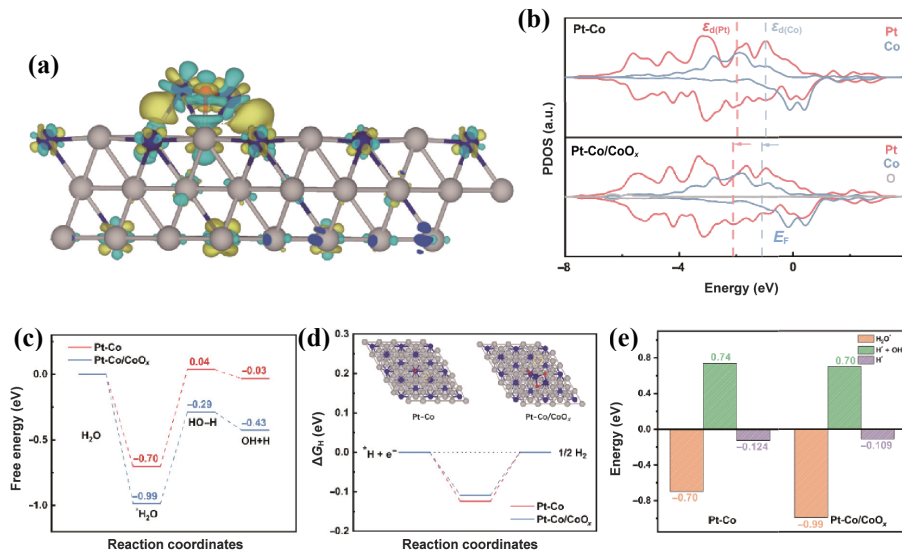 (a)
(b)
Pt-Co
εd(Pt)
εd(Co)
Pt
Co
Pt-Co/CoOx
Pt
Co
O
EF
PDOS (a.u.)
-8
-4
0
Energy (eV)
(c)
Pt-Co
Pt-Co/CoOx
0.04
-0.03
-0.29
-0.43
HO-H
OH+H
H2O
-0.70
-0.99
*H2O
0.0
-0.5
-1.0
Free energy (eV)
Reaction coordinates
(d)
0.3
0.2
0.1
0.0
-0.1
-0.2
ΔGH (eV)
Pt-Co
Pt-Co/CoOx
*H + e−
1/2 H2
Pt-Co
Pt-Co/CoOx
Reaction coordinates
(e)
H2O*
H* + OH
H*
0.74
0.70
-0.124
-0.109
-0.70
-0.99
0.8
0.4
0.0
-0.4
-0.8
Energy (eV)
Pt-Co
Pt-Co/CoOx